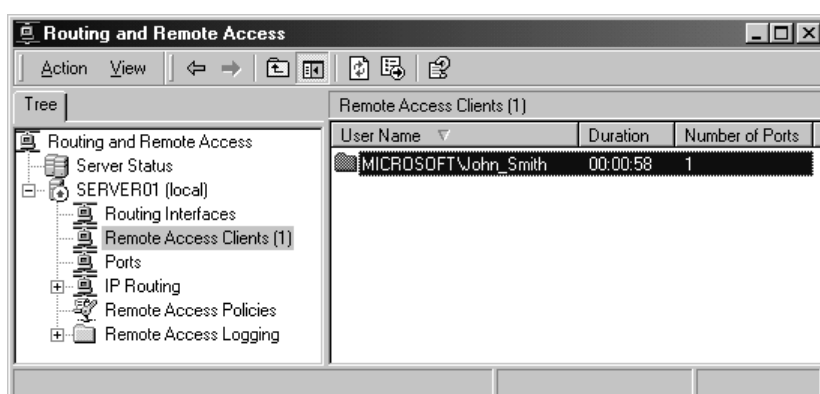 Routing and Remote Access
Action View
Tree
Remote Access Clients (1)
User Name Duration Number of Ports
MICROSOFT\John_Smith 00:00:58 1
Routing and Remote Access
Server Status
SERVER01 (local)
Routing Interfaces
Remote Access Clients (1)
Ports
IP Routing
Remote Access Policies
Remote Access Logging